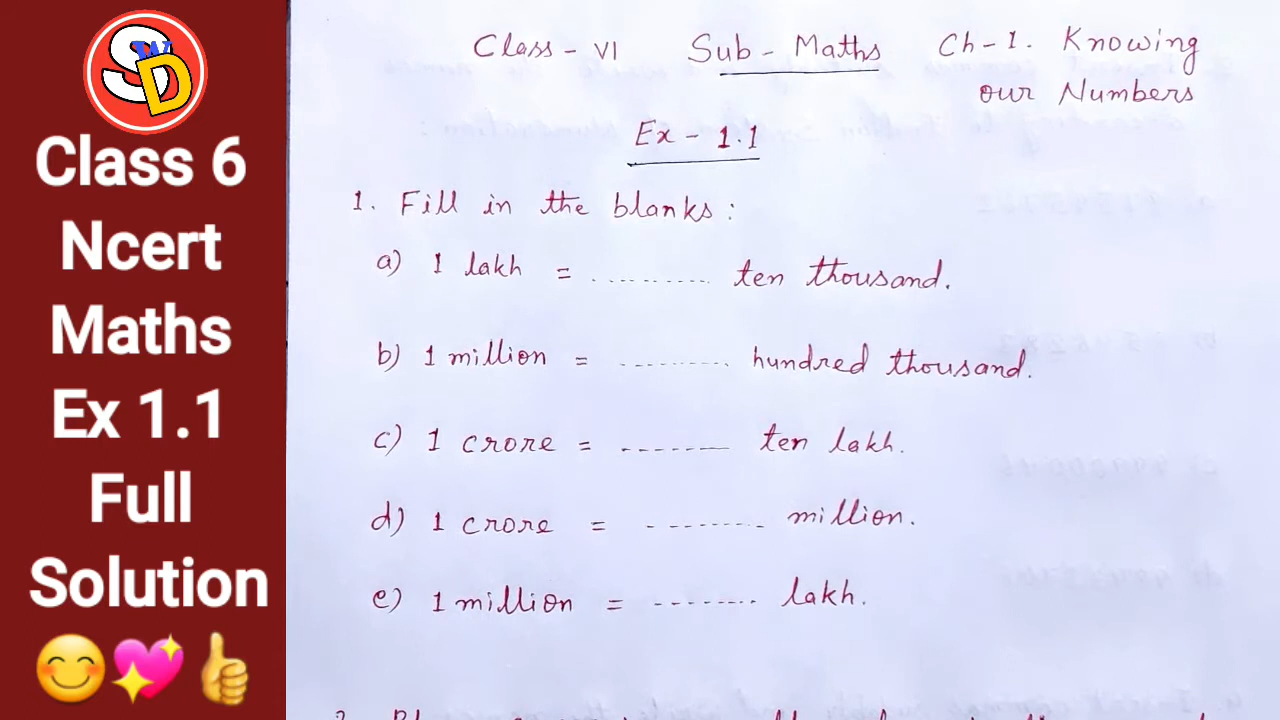 SWD
Class 6
Ncert
Maths
Ex 1.1
Full
Solution
Class - VI Sub - Maths Ch-1. Knowing
our Numbers
Ex - 1.1
1. Fill in the blanks:
a) 1 lakh = .......... ten thousand.
b) 1 million = .......... hundred thousand.
c) 1 crore = ------- ten lakh.
d) 1 crore = -------- million.
e) 1 million = -------- lakh.